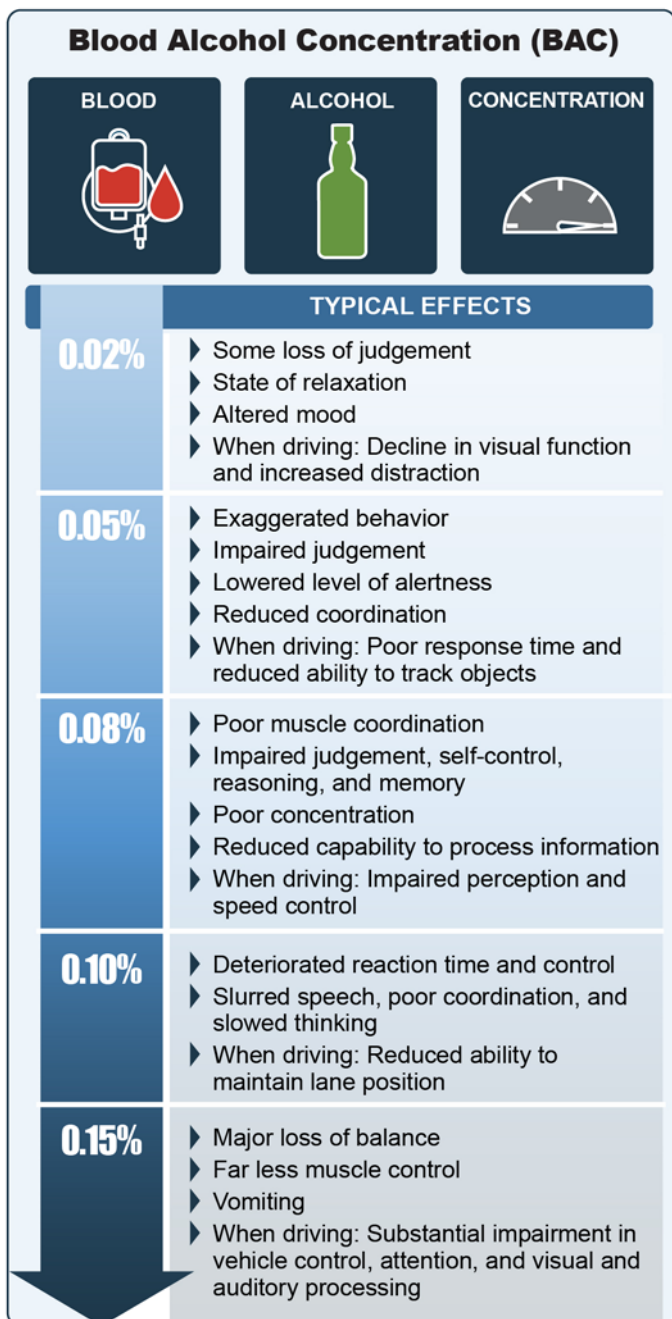 Blood Alcohol Concentration (BAC)
BLOOD
ALCOHOL
CONCENTRATION
TYPICAL EFFECTS
0.02%
Some loss of judgement
State of relaxation
Altered mood
When driving: Decline in visual function
and increased distraction
0.05%
Exaggerated behavior
Impaired judgement
Lowered level of alertness
Reduced coordination
When driving: Poor response time and
reduced ability to track objects
0.08%
Poor muscle coordination
Impaired judgement, self-control,
reasoning, and memory
Poor concentration
Reduced capability to process information
When driving: Impaired perception and
speed control
0.10%
Deteriorated reaction time and control
Slurred speech, poor coordination, and
slowed thinking
When driving: Reduced ability to
maintain lane position
0.15%
Major loss of balance
Far less muscle control
Vomiting
When driving: Substantial impairment in
vehicle control, attention, and visual and
auditory processing